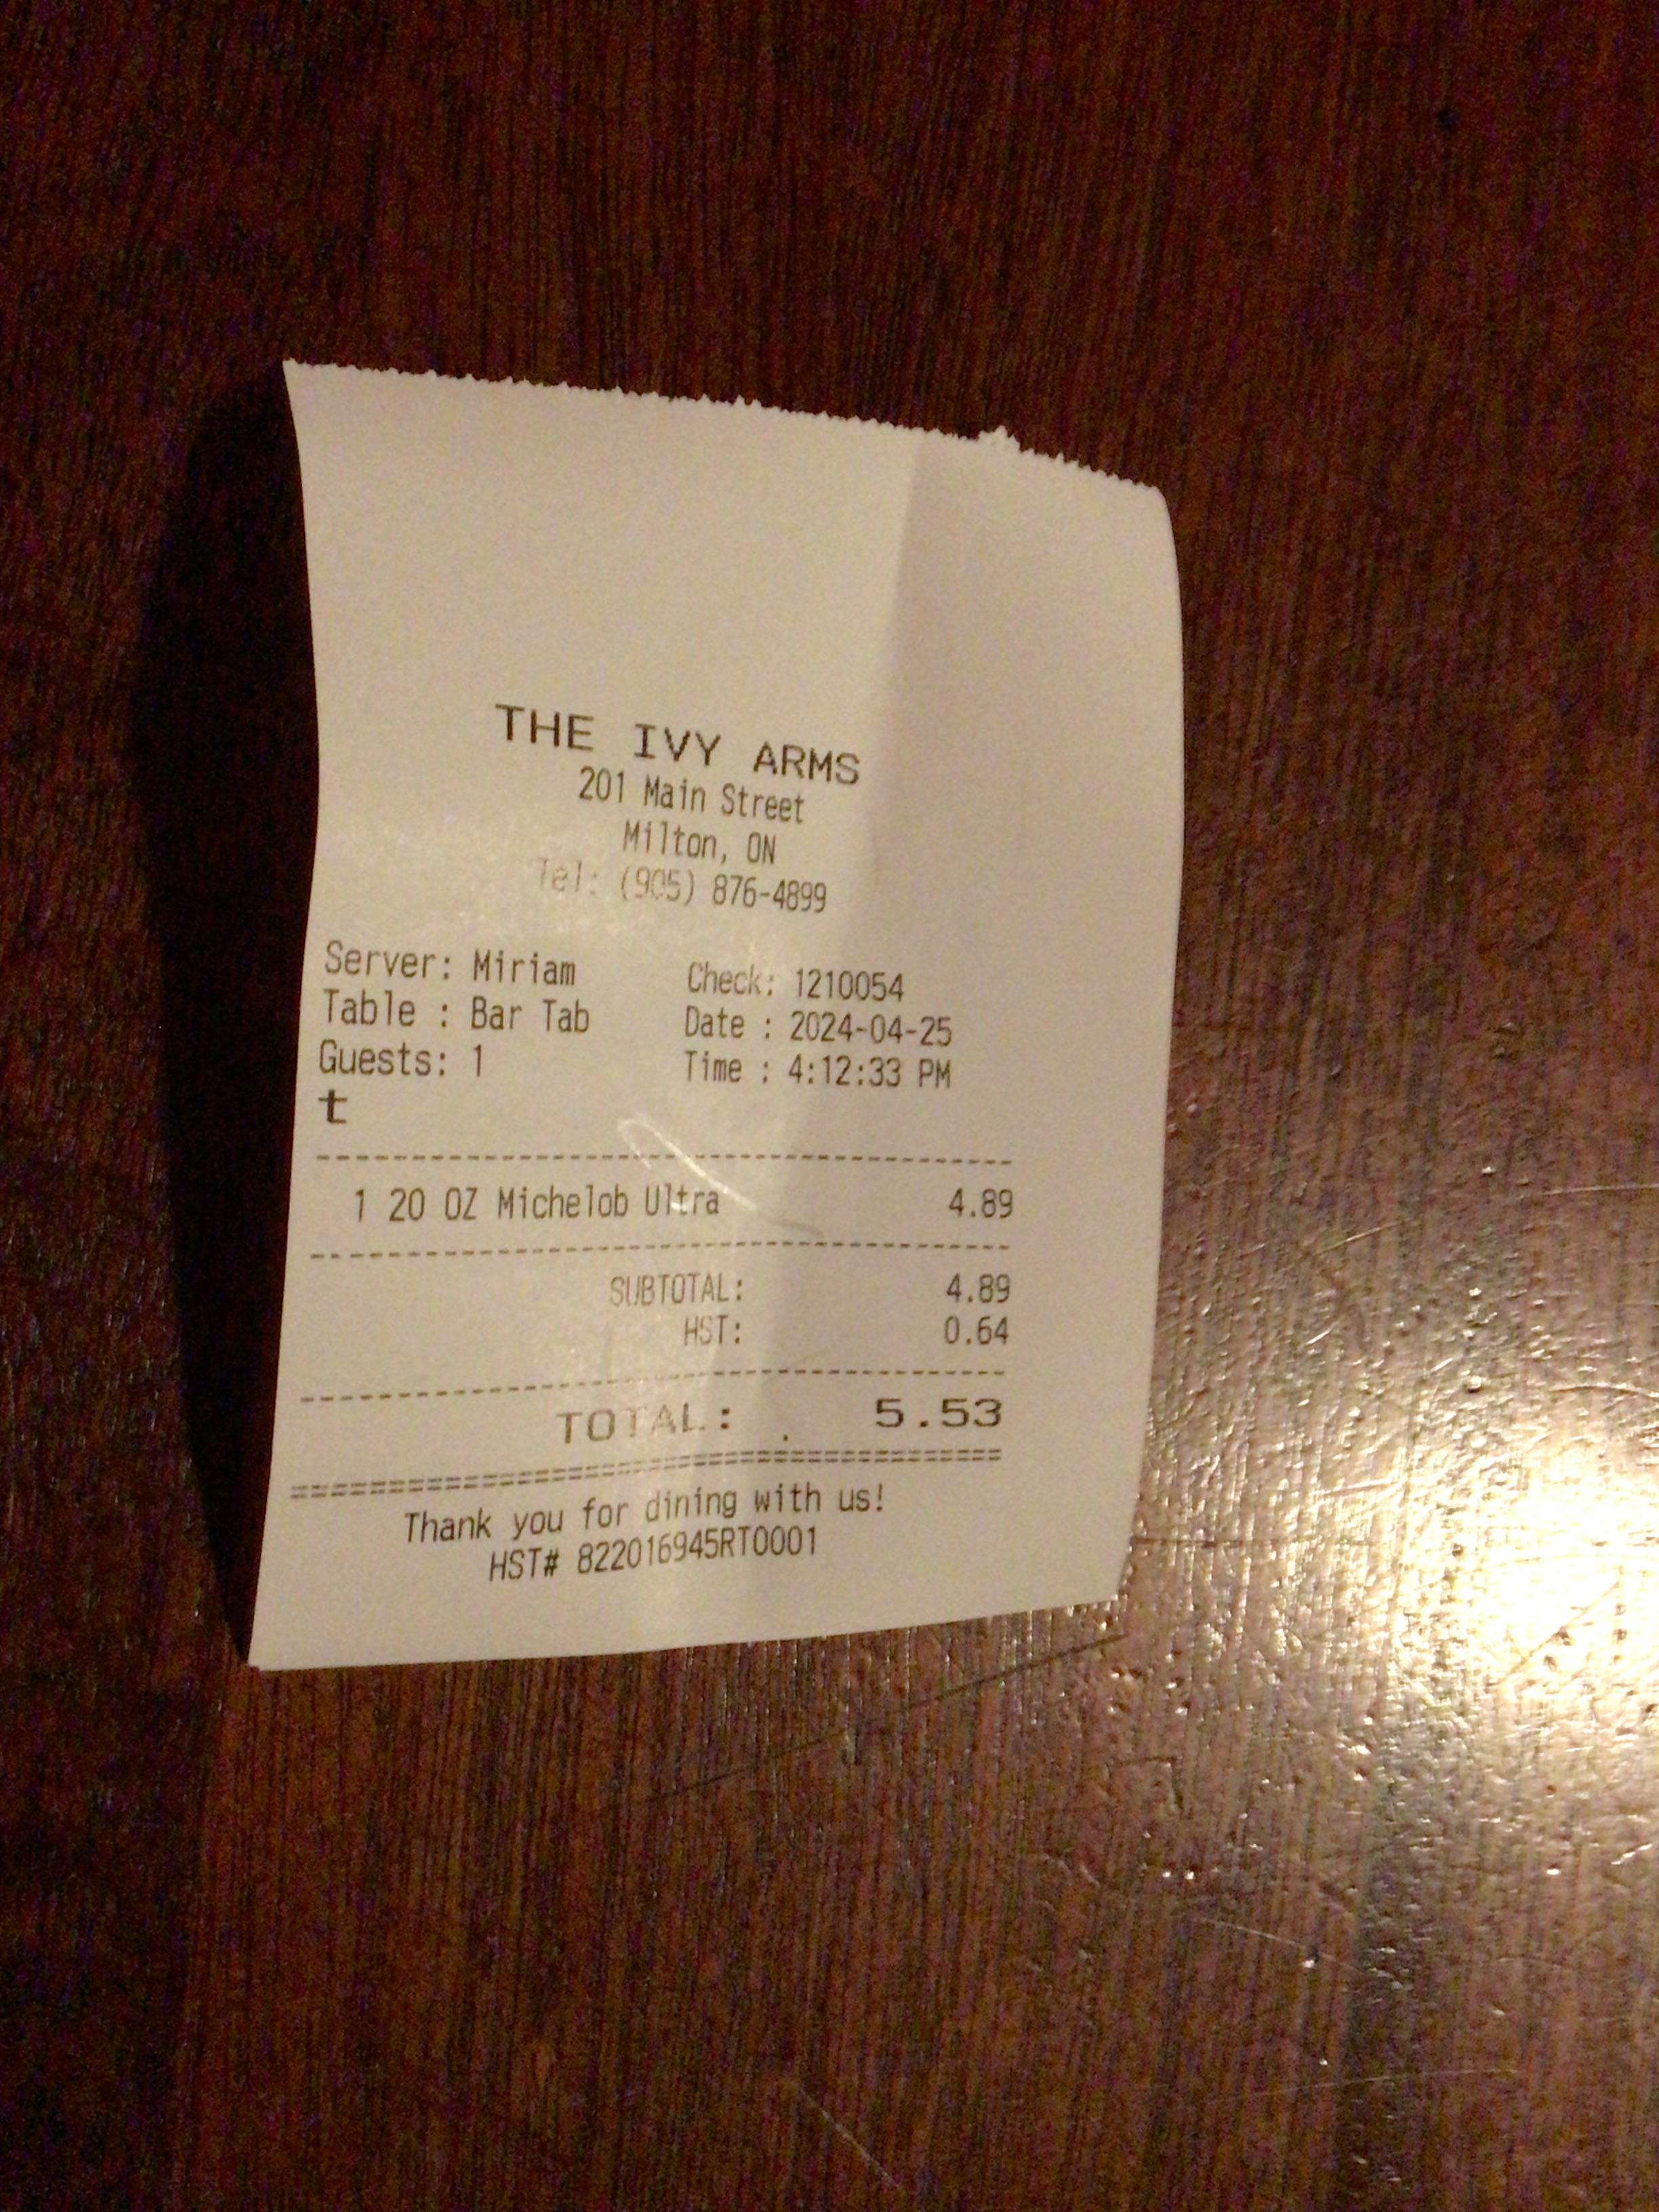 THE IVY ARMS
201 Main Street
Milton, ON
Tel: (905) 876-4899
Server: Miriam Check: 1210054
Table : Bar Tab Date : 2024-04-25
Guests: 1 Time : 4:12:33 PM
t
1 20 OZ Michelob Ultra 4.89
SUBTOTAL: 4.89
HST: 0.64
TOTAL: 5.53
Thank you for dining with us!
HST# 822016945RT0001